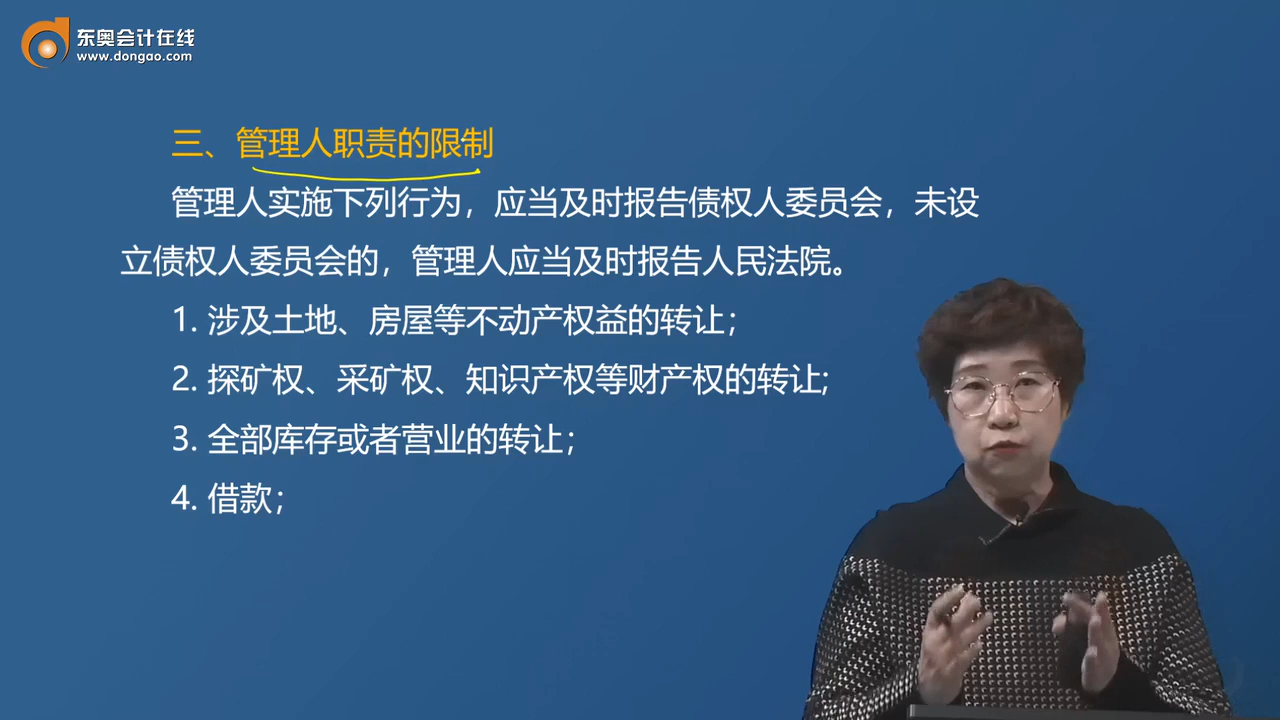 东奥会计在线
www.dongao.com
三、管理人职责的限制
管理人实施下列行为，应当及时报告债权人委员会，未设
立债权人委员会的，管理人应当及时报告人民法院。
1. 涉及土地、房屋等不动产权益的转让；
2. 探矿权、采矿权、知识产权等财产权的转让;
3. 全部库存或者营业的转让；
4. 借款；